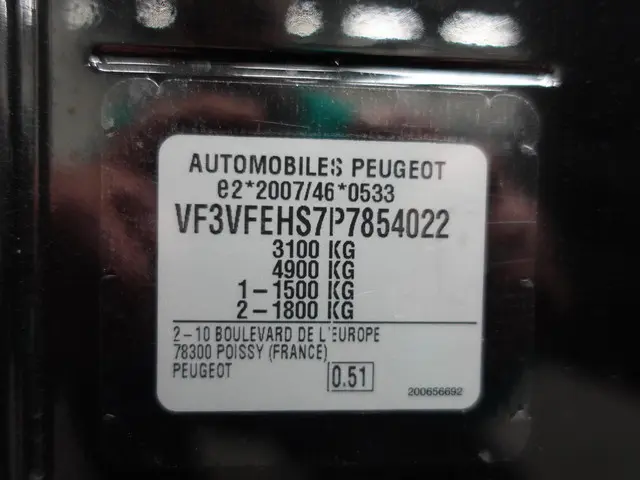 AUTOMOBILES PEUGEOT
e2*2007/46*0533
VF3VFEHS7P7854022
3100 KG
4900 KG
1-1500 KG
2-1800 KG
2-10 BOULEVARD DE L'EUROPE
78300 POISSY (FRANCE)
PEUGEOT
0.51
200656692